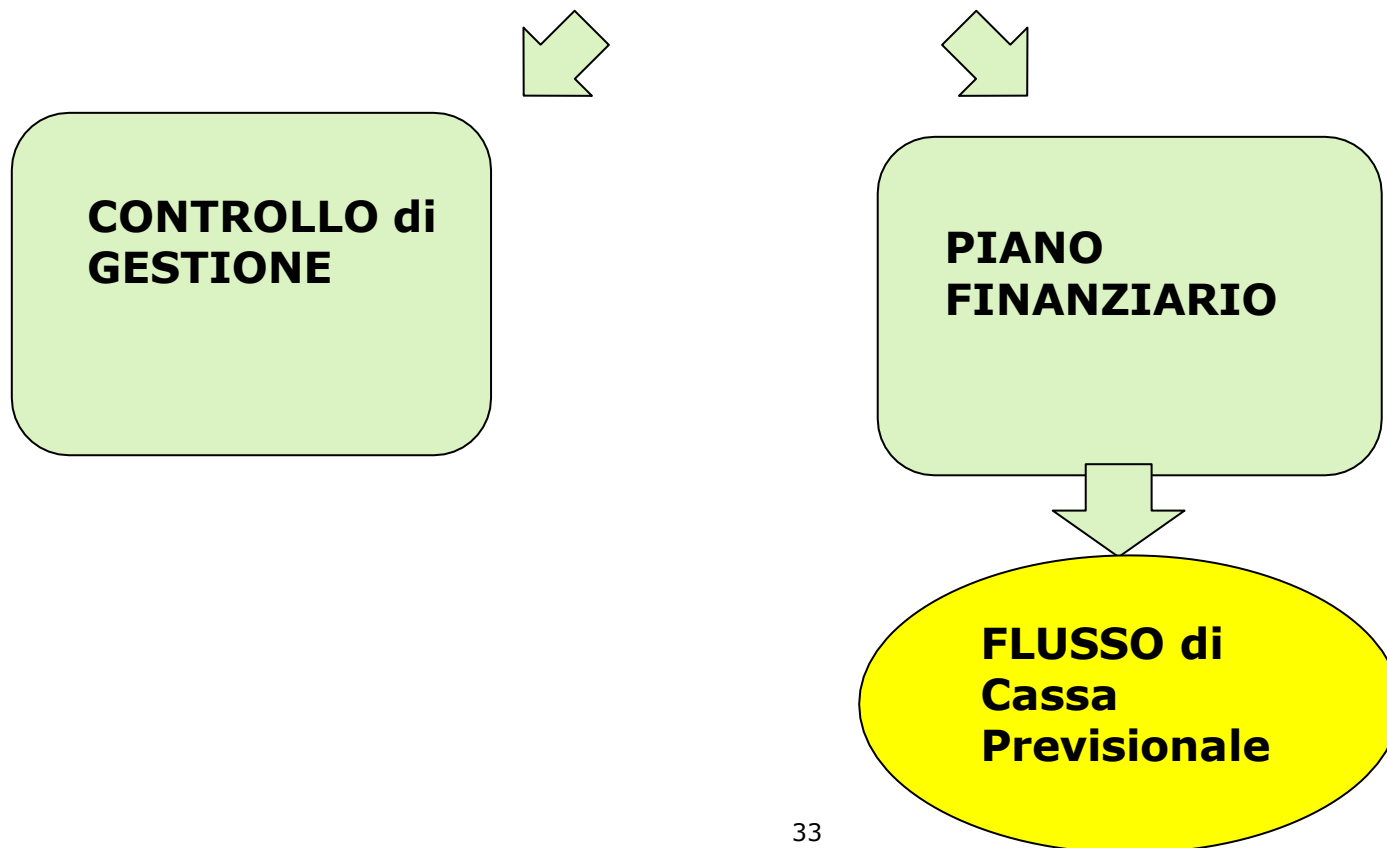 CONTROLLO di
GESTIONE
PIANO
FINANZIARIO
FLUSSO di
Cassa
Previsionale
33